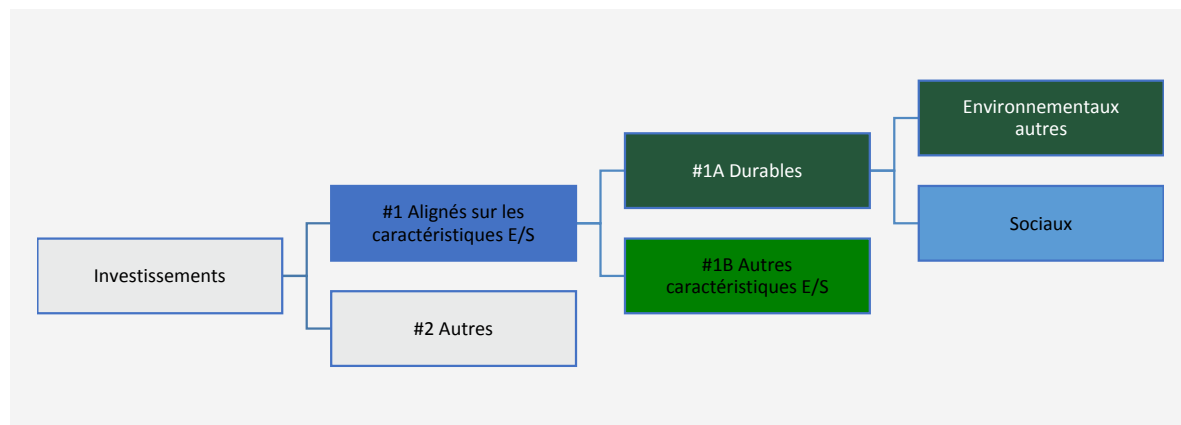 Investissements
#1 Alignés sur les
caractéristiques E/S
#2 Autres
#1A Durables
#1B Autres
caractéristiques E/S
Environnementaux
autres
Sociaux